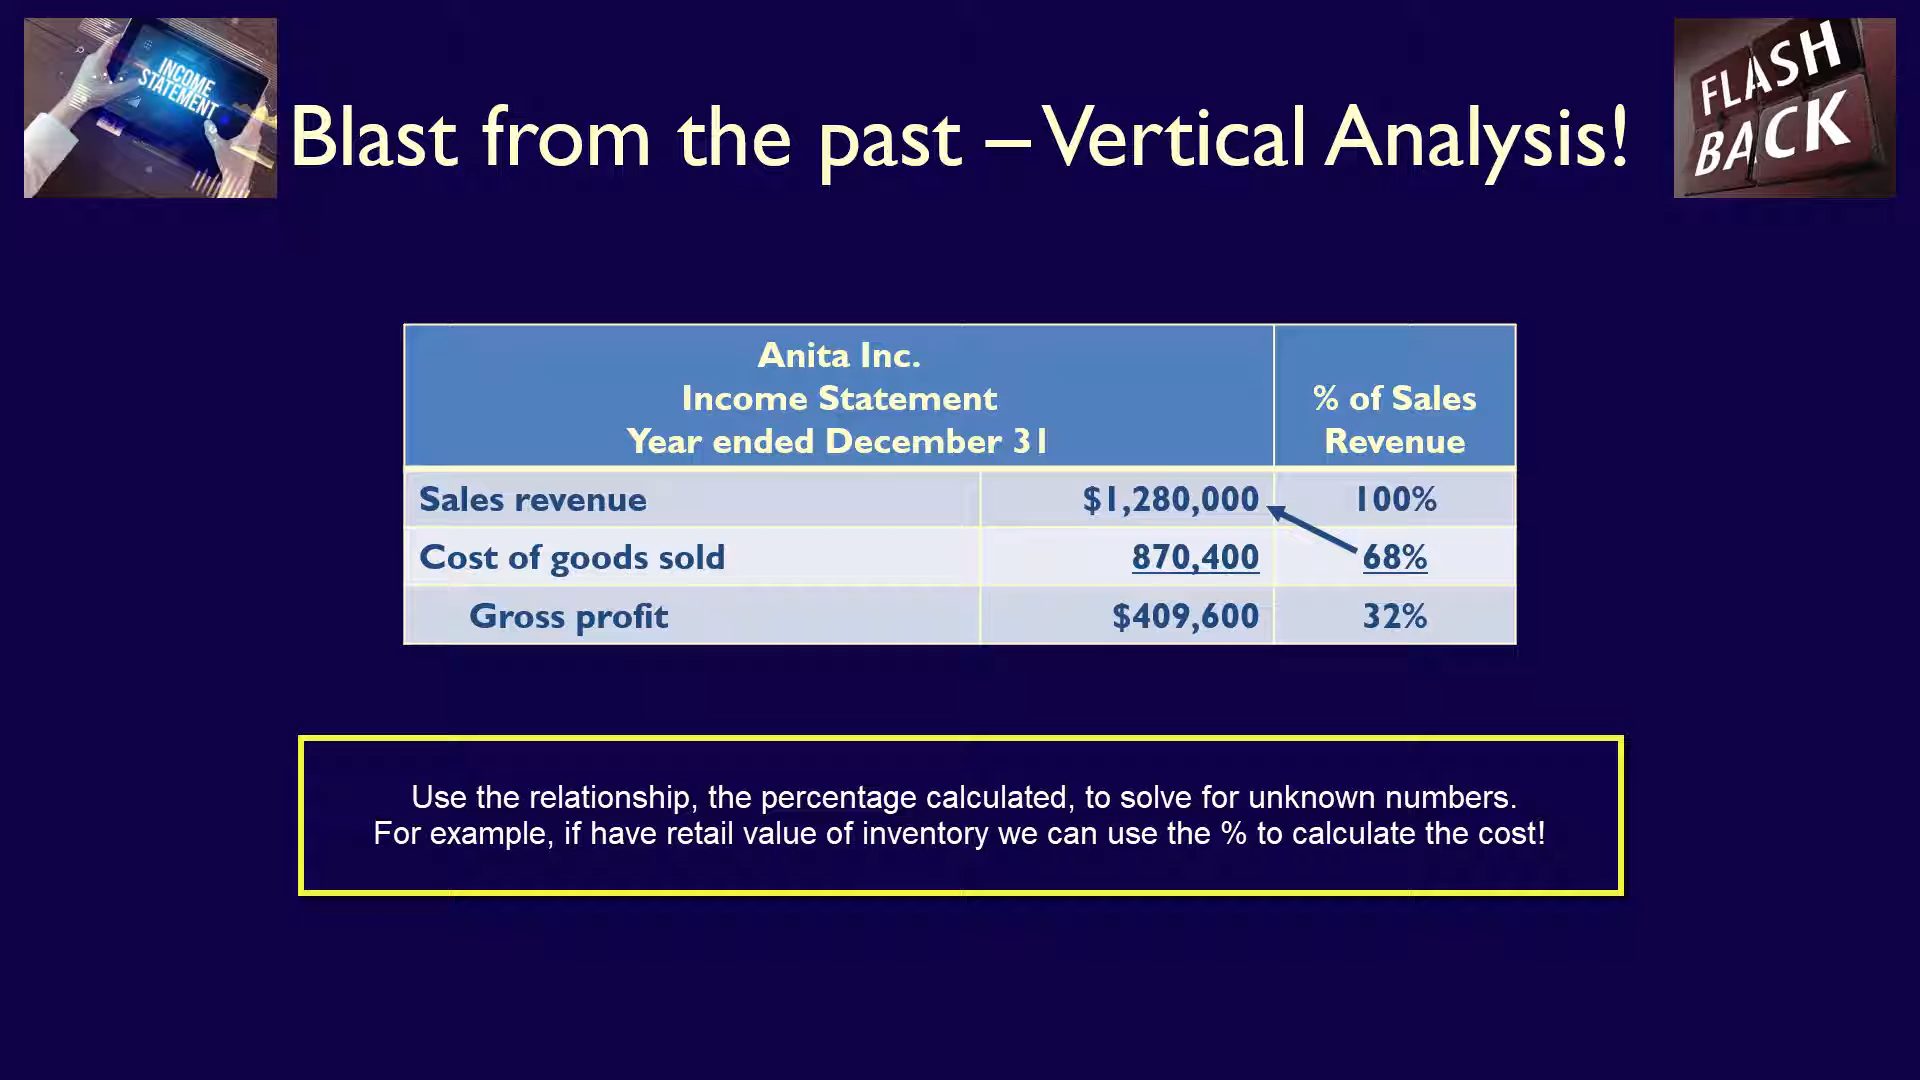 INCOME
STATEMENT
Blast from the past – Vertical Analysis!
FLASH
BACK
Anita Inc.
Income Statement
Year ended December 31
% of Sales
Revenue
Sales revenue $1,280,000 100%
Cost of goods sold 870,400 68%
Gross profit $409,600 32%
Use the relationship, the percentage calculated, to solve for unknown numbers.
For example, if have retail value of inventory we can use the % to calculate the cost!